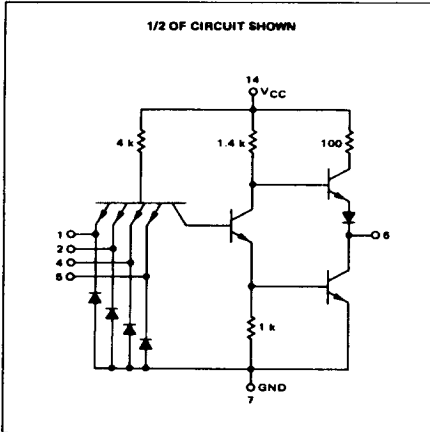 1/2 OF CIRCUIT SHOWN
14
VCC
4 k
1.4 k
100
1
2
4
5
6
1 k
GND
7